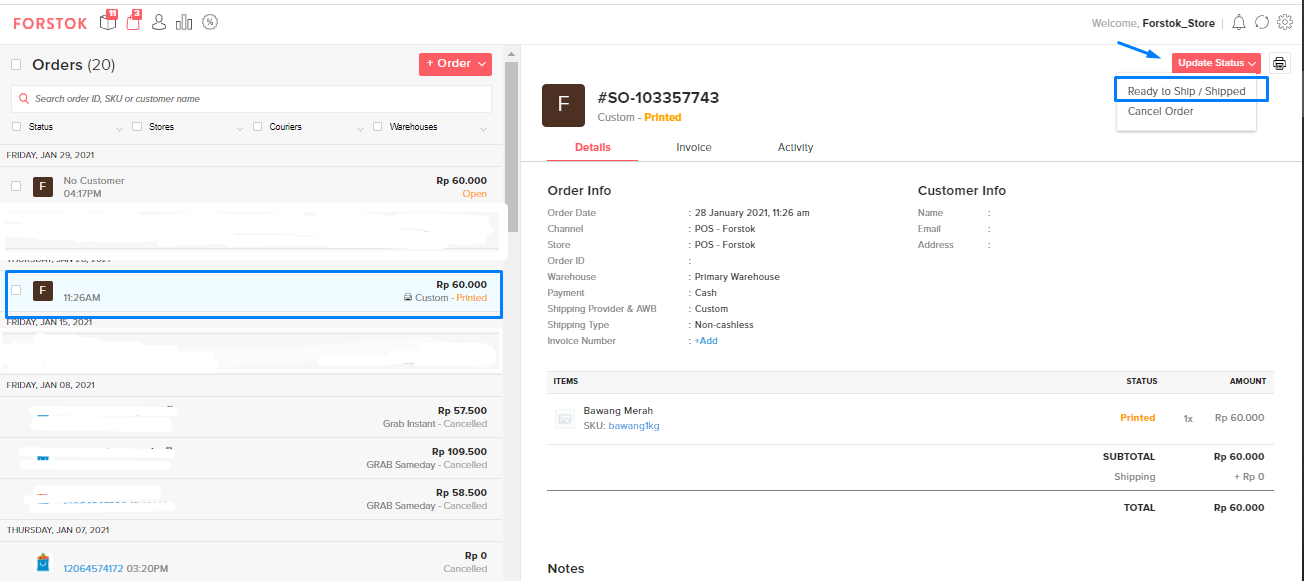 FORSTOK 11 3
Welcome, Forstok_Store
Orders (20)
+ Order
Search order ID, SKU or customer name
Status Stores Couriers Warehouses
FRIDAY, JAN 29, 2021
F
No Customer
04:17PM
Rp 60.000
Open
F
11:26AM
Rp 60.000
Custom - Printed
FRIDAY, JAN 15, 2021
FRIDAY, JAN 08, 2021
Rp 57.500
Grab Instant - Cancelled
Rp 109.500
GRAB Sameday - Cancelled
Rp 58.500
GRAB Sameday - Cancelled
THURSDAY, JAN 07, 2021
Rp 0
12064574172 03:20PM
Cancelled
Update Status
Ready to Ship / Shipped
Cancel Order
F
#SO-103357743
Custom - Printed
Details Invoice Activity
Order Info
Order Date : 28 January 2021, 11:26 am
Channel : POS - Forstok
Store : POS - Forstok
Order ID :
Warehouse : Primary Warehouse
Payment : Cash
Shipping Provider & AWB : Custom
Shipping Type : Non-cashless
Invoice Number : +Add
Customer Info
Name :
Email :
Address :
ITEMS STATUS AMOUNT
Bawang Merah
SKU: bawang1kg
Printed 1x Rp 60.000
SUBTOTAL Rp 60.000
Shipping + Rp 0
TOTAL Rp 60.000
Notes